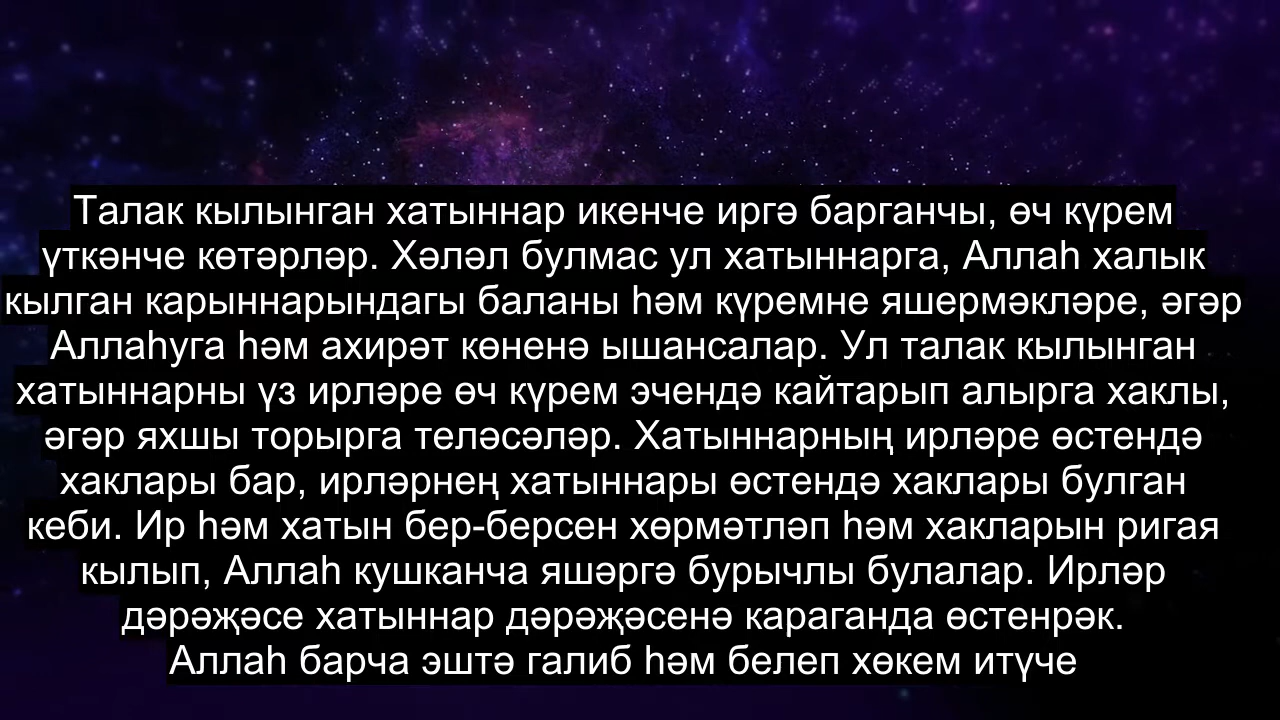 Талак кылынган хатыннар икенче иргә барганчы, өч күрем
үткәнче көтәрләр. Хәләл булмас ул хатыннарга, Аллаһ халык
кылган карыннарындагы баланы һәм күремне яшермәкләре, әгәр
Аллаһуга һәм ахирәт көненә ышансалар. Ул талак кылынган
хатыннарны үз ирләре өч күрем эчендә кайтарып алырга хаклы,
әгәр яхшы торырга теләсәләр. Хатыннарның ирләре өстендә
хаклары бар, ирләрнең хатыннары өстендә хаклары булган
кеби. Ир һәм хатын бер-берсен хөрмәтләп һәм хакларын ригая
кылып, Аллаһ кушканча яшәргә бурычлы булалар. Ирләр
дәрәҗәсе хатыннар дәрәҗәсенә караганда өстенрәк.
Аллаһ барча эштә галиб һәм белеп хөкем итүче